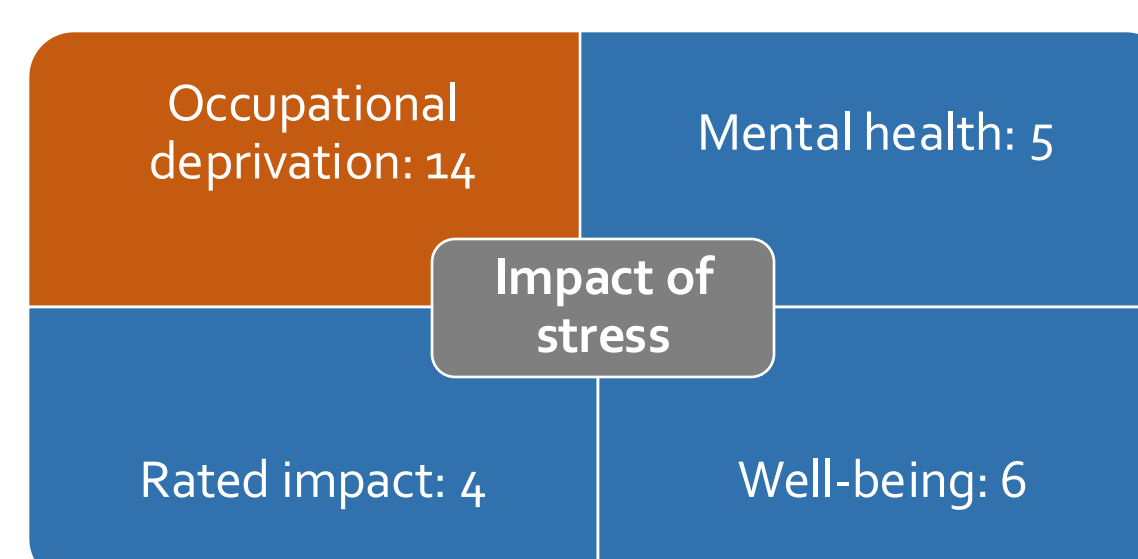 Occupational
deprivation: 14
Mental health: 5
Impact of
stress
Rated impact: 4
Well-being: 6